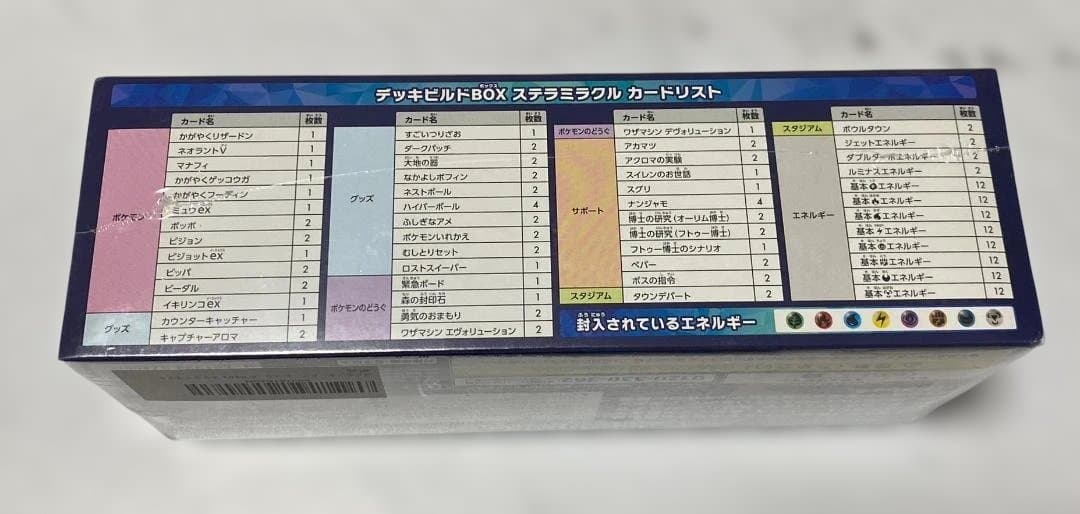 デッキビルドBOX ステラミラクル カードリスト
カード名 枚数
ポケモン
かがやくリザードン 1
ネオラントV 1
マナフィ 1
かがやくゲッコウガ 1
かがやくフーディン 1
ミュウex 1
ポッポ 2
ピジョン 2
ピジョットex 1
ビッパ 2
ビーダル 2
イキリンコex 1
グッズ
カウンターキャッチャー 1
キャプチャーアロマ 2
カード名 枚数
グッズ
すごいつりざお 1
ダークパッチ 2
大地の器 2
なかよしポフィン 2
ネストボール 2
ハイパーボール 4
ふしぎなアメ 2
ポケモンいれかえ 2
むしとりセット 2
ロストスイーパー 1
ポケモンのどうぐ
緊急ボード 1
森の封印石 1
勇気のおまもり 2
ワザマシン エヴォリューション 2
カード名 枚数
ポケモンのどうぐ
ワザマシン デヴォリューション 1
サポート
アカマツ 2
アクロマの実験 2
スイレンのお世話 1
スグリ 1
ナンジャモ 4
博士の研究(オーリム博士) 2
博士の研究(フトゥー博士) 2
フトゥー博士のシナリオ 1
ペパー 2
ボスの指令 2
スタジアム
タウンデパート 2
カード名 枚数
スタジアム
ボウルタウン 2
エネルギー
ジェットエネルギー 2
ダブルターボエネルギー 2
ルミナスエネルギー 2
基本エネルギー 12
基本エネルギー 12
基本エネルギー 12
基本エネルギー 12
基本エネルギー 12
基本エネルギー 12
基本エネルギー 12
基本エネルギー 12
封入されているエネルギー